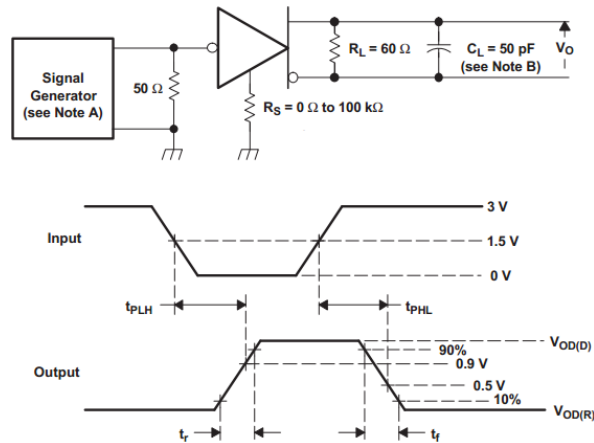 Signal
Generator
(see Note A)
50 Ω
R_S = 0 Ω to 100 kΩ
R_L = 60 Ω
C_L = 50 pF
(see Note B)
V_O
Input
3 V
1.5 V
0 V
t_PLH
t_PHL
Output
V_OD(D)
90%
0.9 V
0.5 V
10%
V_OD(R)
t_r
t_f